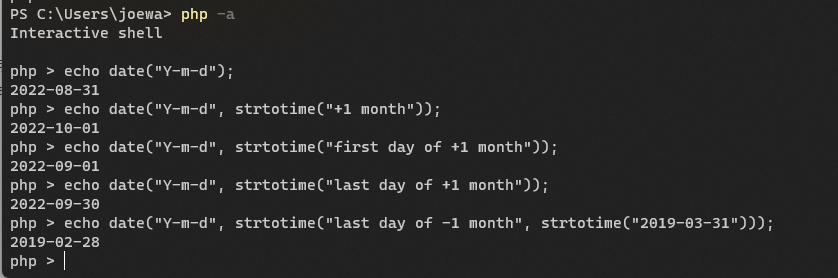 PS C:\Users\joewa> php -a
Interactive shell
php > echo date("Y-m-d");
2022-08-31
php > echo date("Y-m-d", strtotime("+1 month"));
2022-10-01
php > echo date("Y-m-d", strtotime("first day of +1 month"));
2022-09-01
php > echo date("Y-m-d", strtotime("last day of +1 month"));
2022-09-30
php > echo date("Y-m-d", strtotime("last day of -1 month", strtotime("2019-03-31")));
2019-02-28
php >